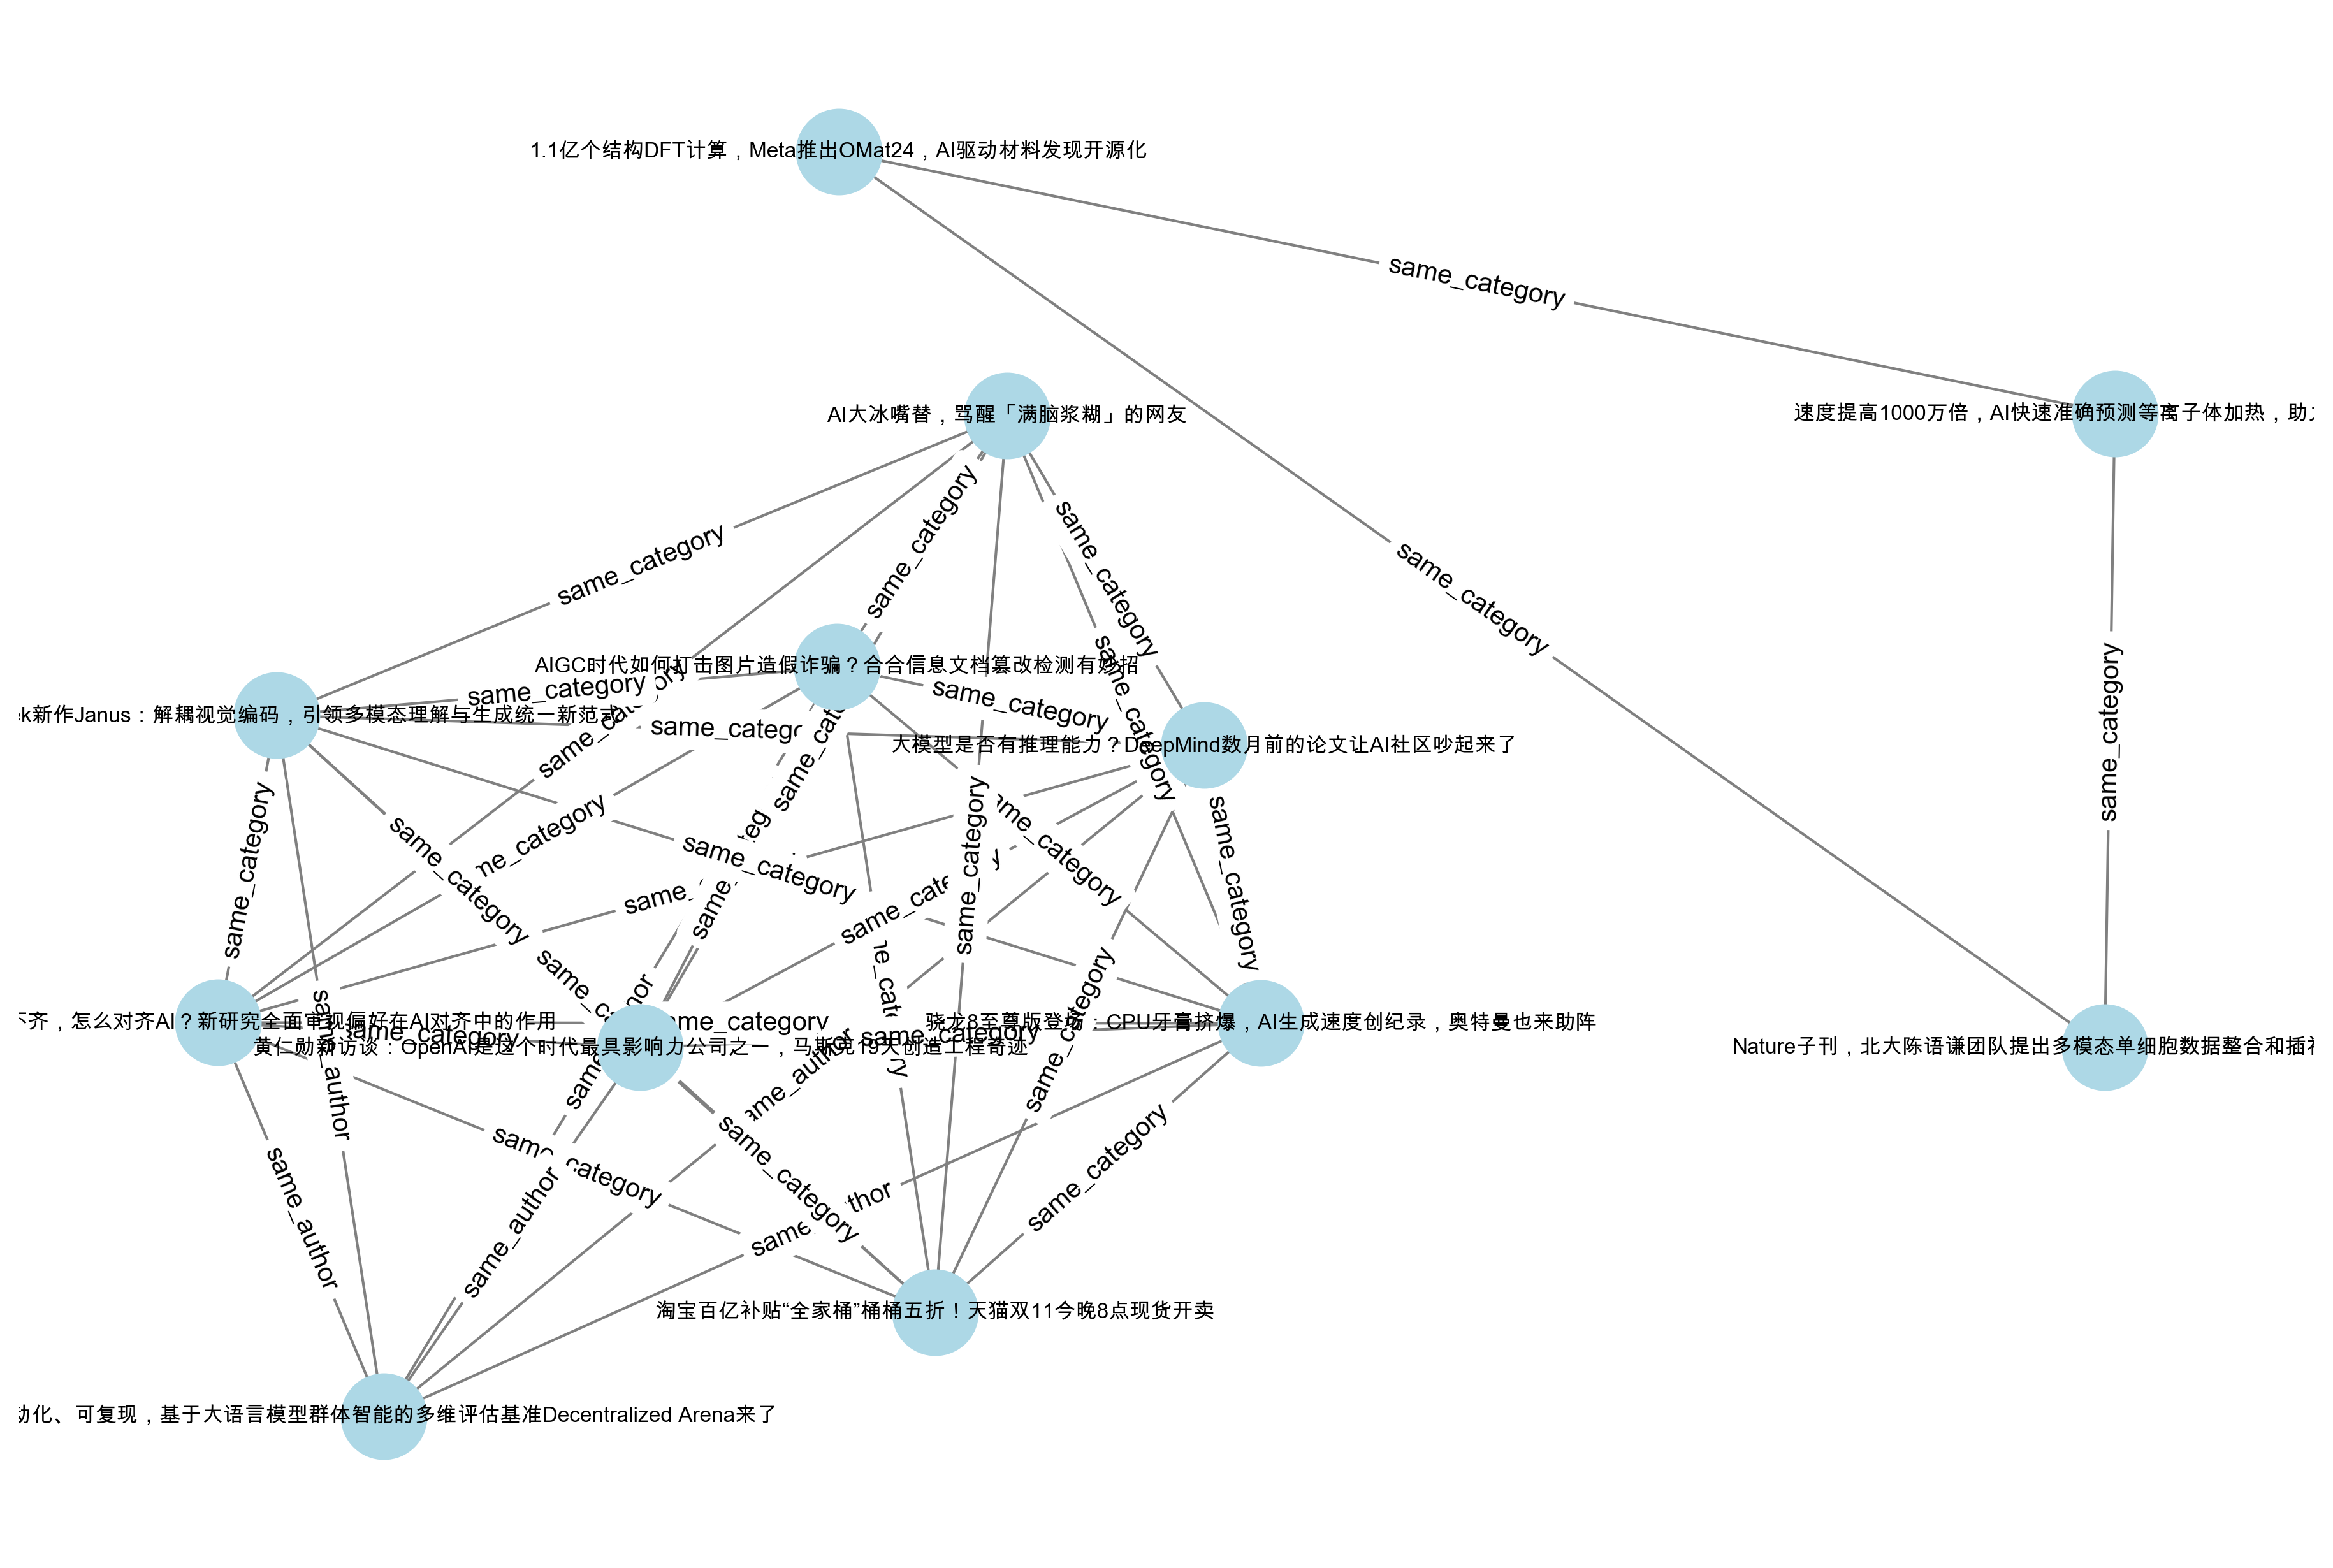 1.1亿个结构DFT计算，Meta推出OMat24，AI驱动材料发现开源化
same_category
AI大冰嘴替，骂醒「满脑浆糊」的网友
速度提高1000万倍，AI快速准确预测等离子体加热，助
same_category
same_category
same_category
same_category
same_category
AIGC时代如何打击图片造假诈骗？合合信息文档篡改检测有妙招
same_category
same_category
same_category
k新作Janus：解耦视觉编码，引领多模态理解与生成统一新范式
same_category
same_category
大模型是否有推理能力？DeepMind数月前的论文让AI社区吵起来了
same_category
same_category
same_category
same_category
same_category
same_category
same_category
same_category
same_category
same_category
齐，怎么对齐AI？新研究全面审视偏好在AI对齐中的作用
same_category
same_category
骁龙8至尊版登场：CPU牙膏挤爆，AI生成速度创纪录，奥特曼也来助阵
黄仁勋新访谈：OpenAI是这个时代最具影响力公司之一，马斯克19天创造工程奇迹
Nature子刊，北大陈语谦团队提出多模态单细胞数据整合和插
same_author
same_author
same_category
same_category
same_category
same_category
same_author
same_author
淘宝百亿补贴“全家桶”桶桶五折！天猫双11今晚8点现货开卖
动化、可复现，基于大语言模型群体智能的多维评估基准Decentralized Arena来了